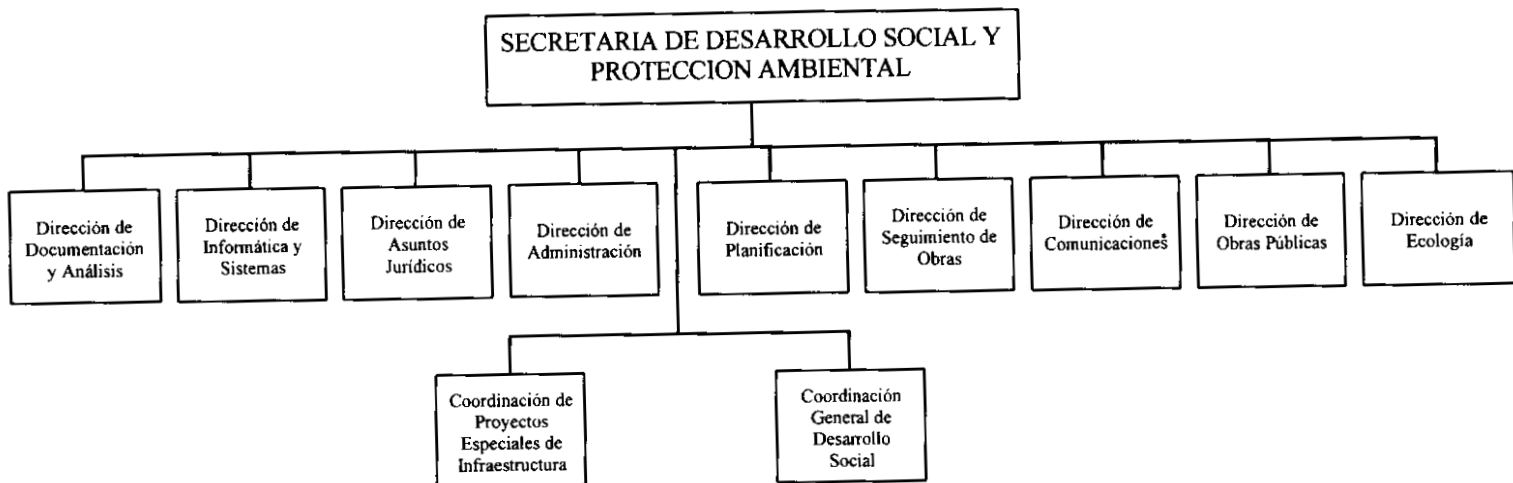 SECRETARIA DE DESARROLLO SOCIAL Y
PROTECCION AMBIENTAL
Dirección de
Documentación
y Análisis
Dirección de
Informática y
Sistemas
Dirección de
Asuntos
Jurídicos
Dirección de
Administración
Dirección de
Planificación
Dirección de
Seguimiento de
Obras
Dirección de
Comunicaciones
Dirección de
Obras Públicas
Dirección de
Ecología
Coordinación de
Proyectos
Especiales de
Infraestructura
Coordinación
General de
Desarrollo
Social